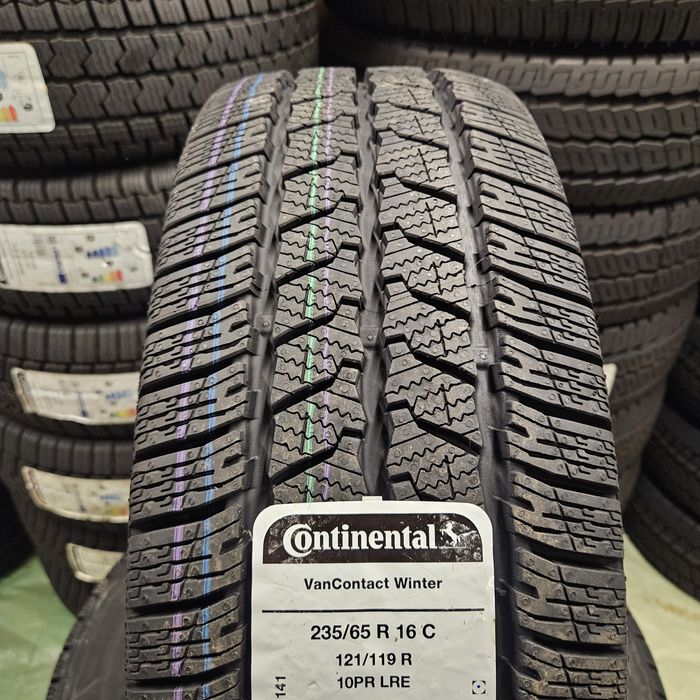 Continental
VanContact Winter
235/65 R 16 C
121/119 R
10PR LRE
141